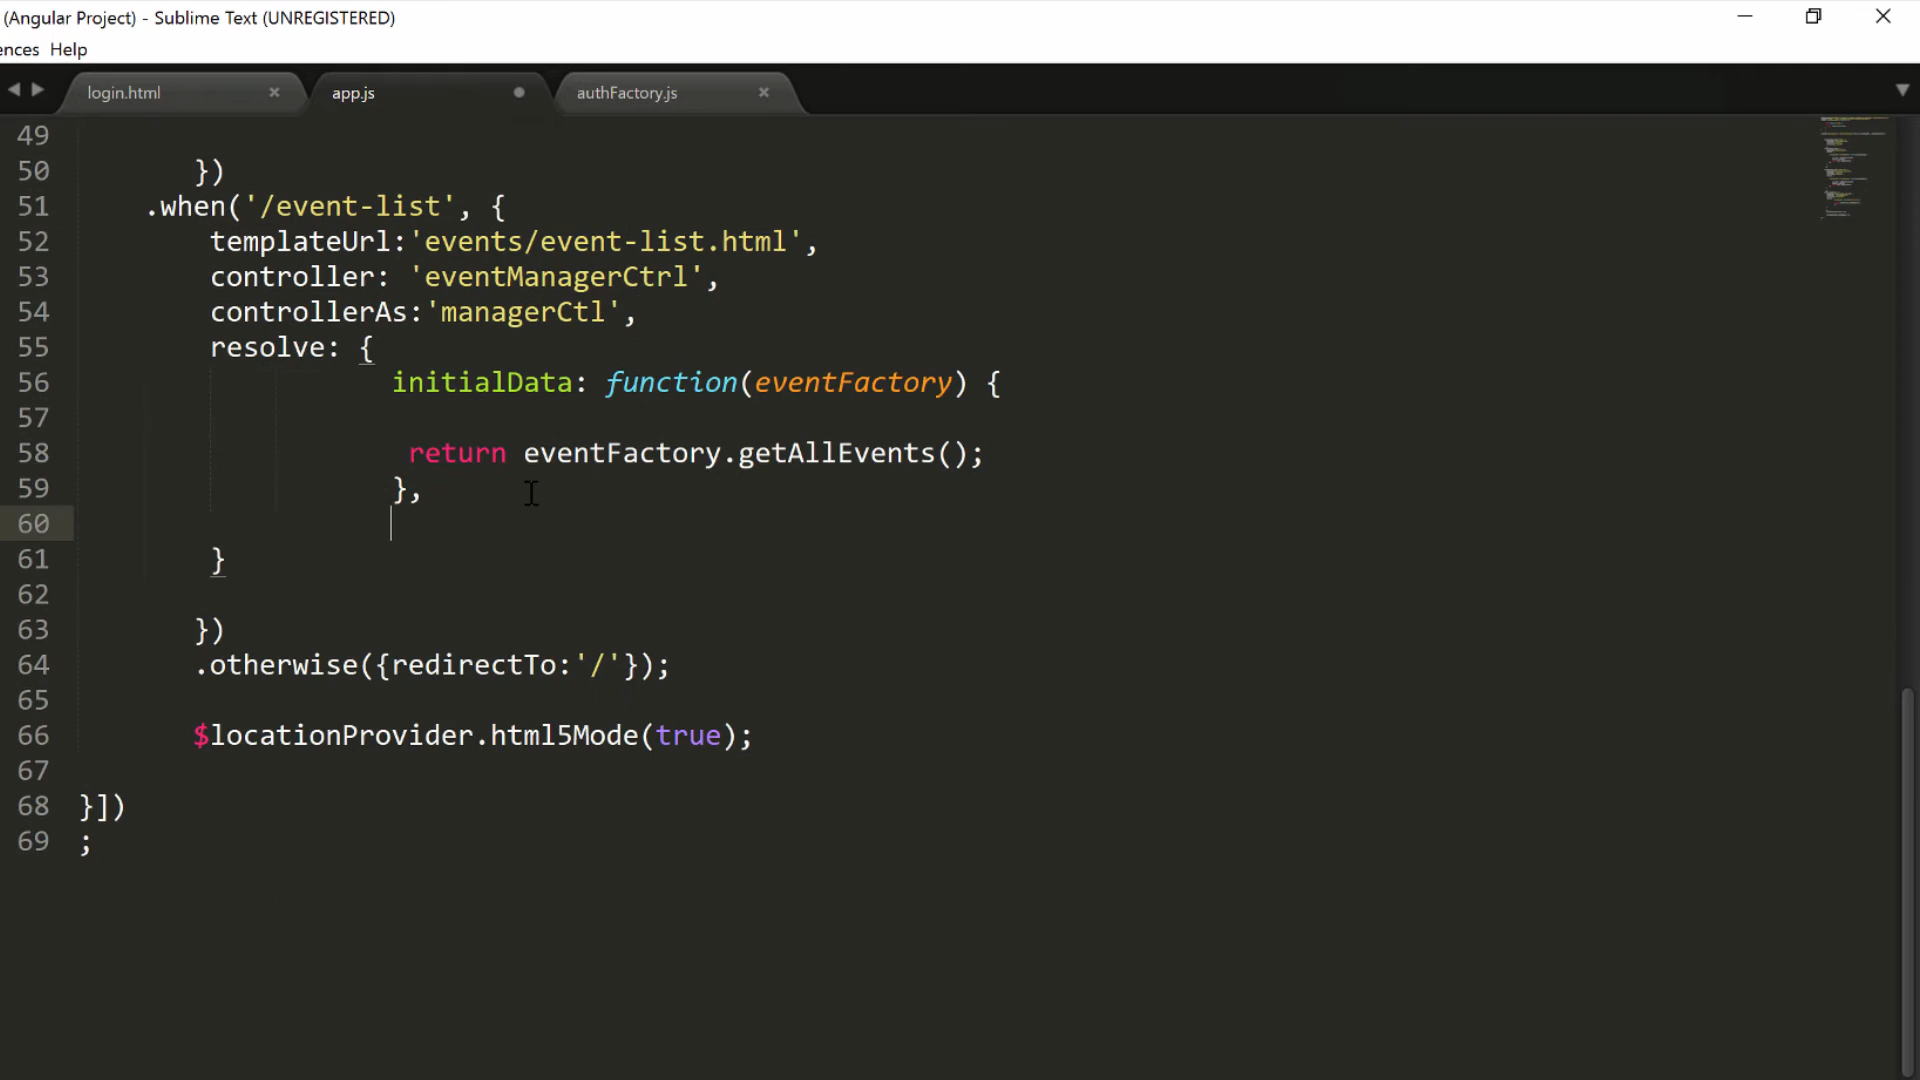 (Angular Project) - Sublime Text (UNREGISTERED)
ences Help
login.html app.js authFactory.js
49
50 })
51 .when('/event-list', {
52 templateUrl:'events/event-list.html',
53 controller: 'eventManagerCtrl',
54 controllerAs:'managerCtl',
55 resolve: {
56 initialData: function(eventFactory) {
57
58 return eventFactory.getAllEvents();
59 },
60
61 }
62
63 })
64 .otherwise({redirectTo:'/'});
65
66 $locationProvider.html5Mode(true);
67
68 }])
69 ;